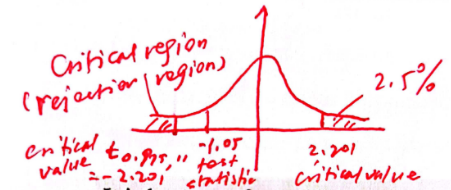 Critical region
(rejection region)
2.5%
critical value t0.975, 11 = -2.201
-1.05 test statistic
2.201 critical value